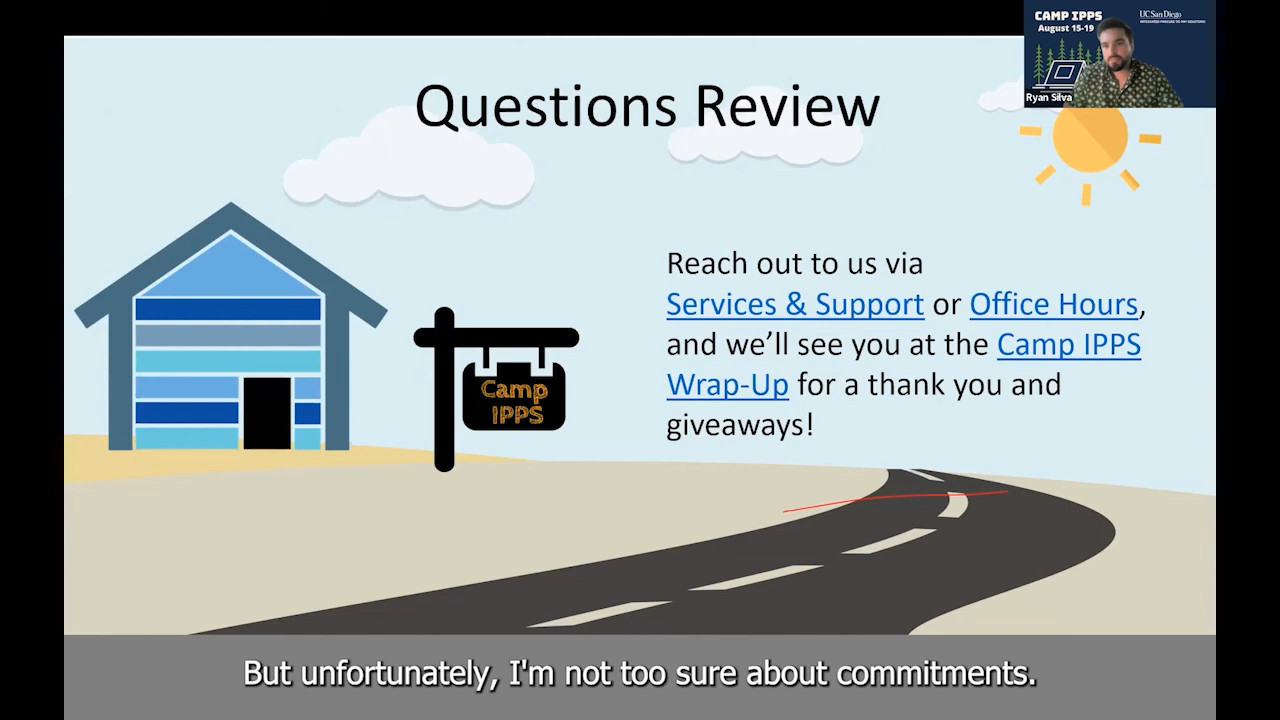 CAMP IPPS
August 15-19
UC San Diego
INTEGRATED PROCURE-TO-PAY SOLUTIONS
Ryan Silva
Questions Review
Reach out to us via
Services & Support or Office Hours,
and we’ll see you at the Camp IPPS
Wrap-Up for a thank you and
giveaways!
Camp
IPPS
But unfortunately, I'm not too sure about commitments.